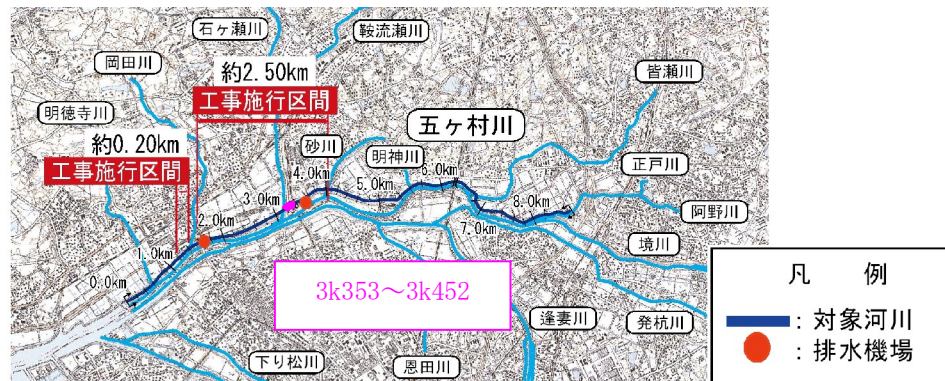 石ヶ瀬川
鞍流瀬川
岡田川
約2.50km
工事施行区間
皆瀬川
明徳寺川
五ヶ村川
砂川
約0.20km
工事施行区間
明神川
正戸川
4.0km
5.0km
6.0km
3.0km
2.0km
8.0km
阿野川
7.0km
1.0km
境川
0.0km
3k353～3k452
凡 例
逢妻川
発杭川
:対象河川
:排水機場
下り松川
恩田川